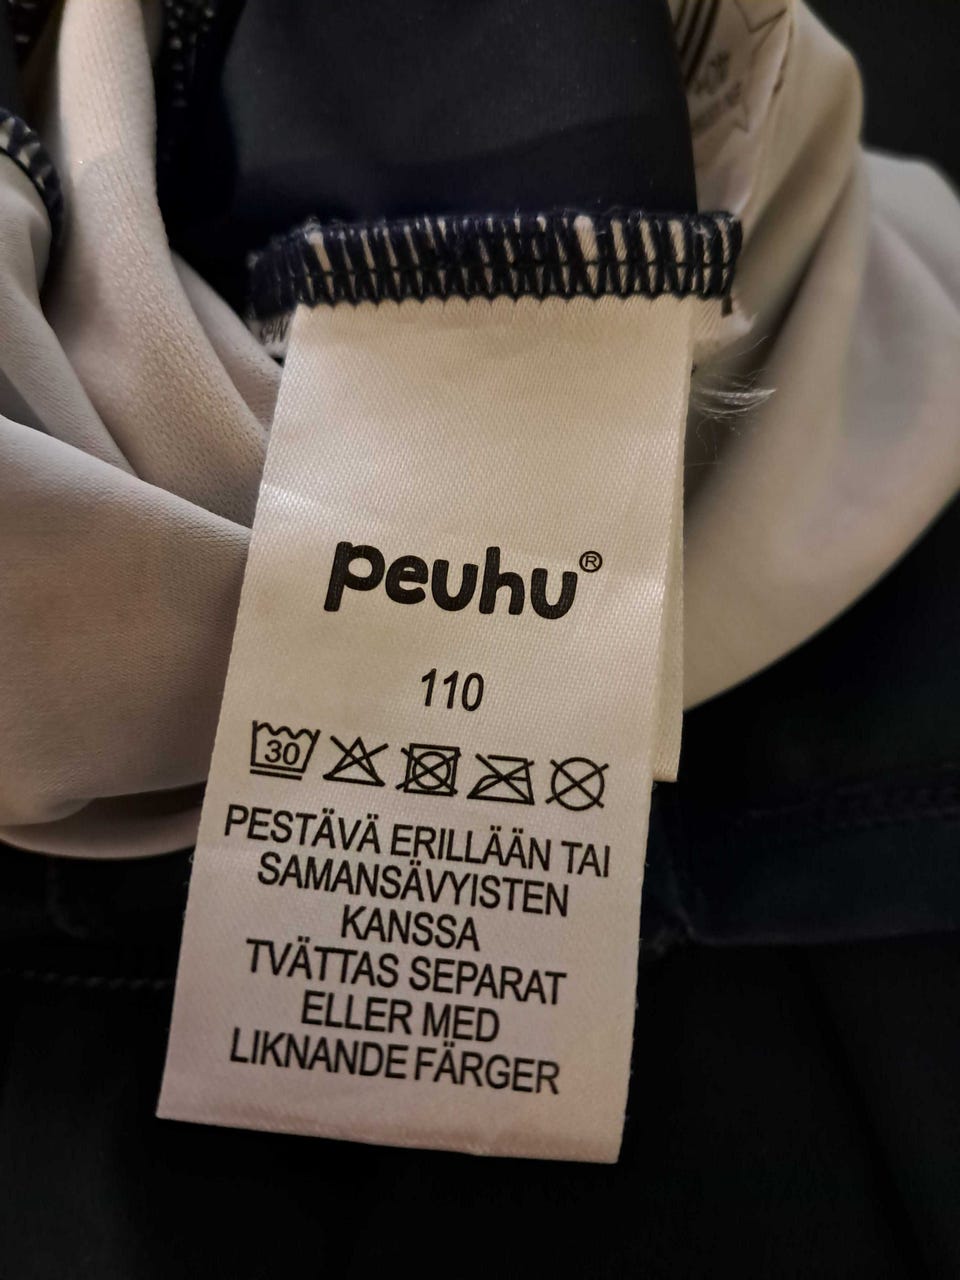 peuhu®
110
30
PESTÄVÄ ERILLÄÄN TAI
SAMANSÄVYISTEN
KANSSA
TVÄTTAS SEPARAT
ELLER MED
LIKNANDE FÄRGER